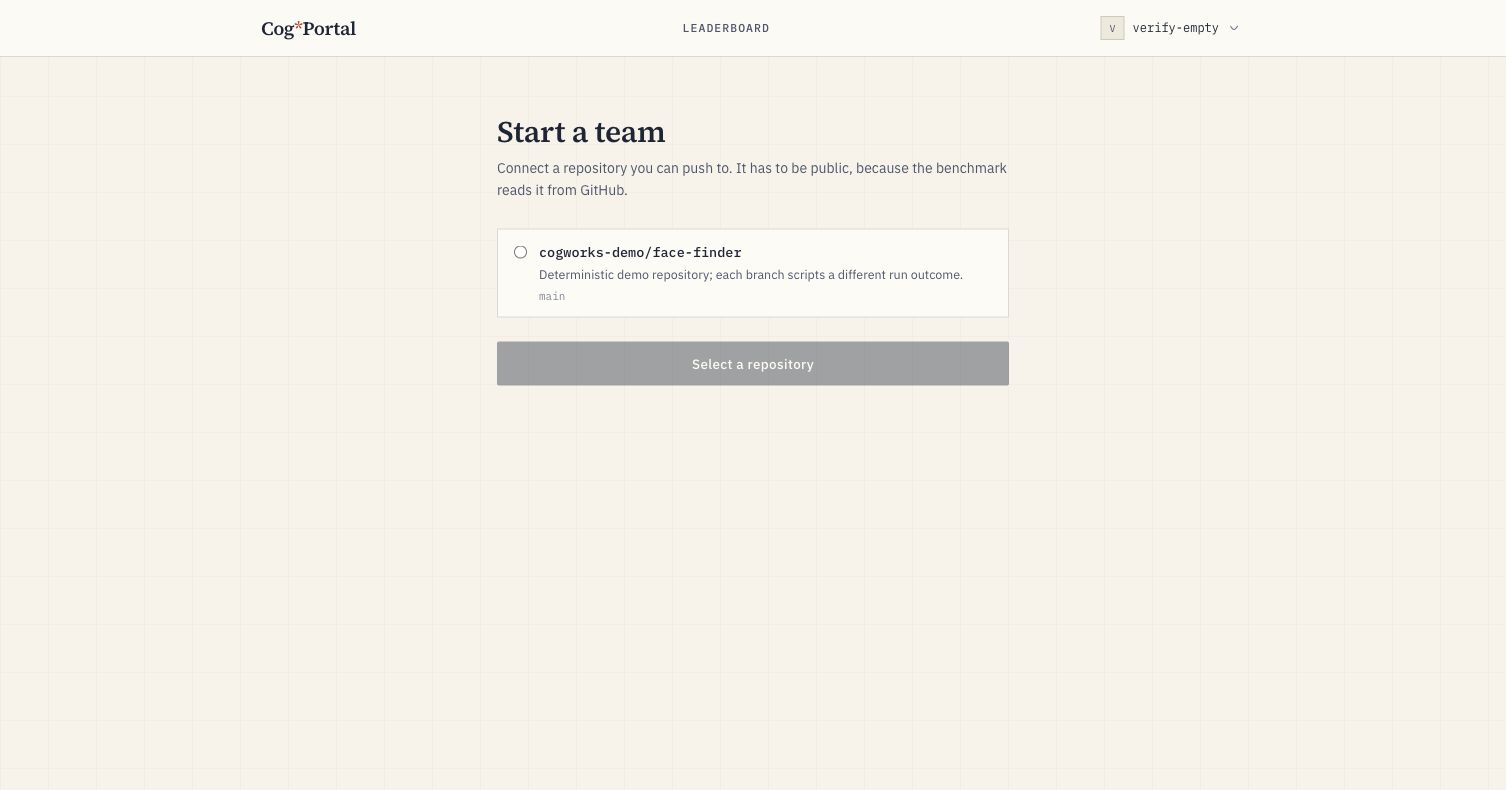 Cog*Portal
LEADERBOARD
V verify-empty
Start a team
Connect a repository you can push to. It has to be public, because the benchmark
reads it from GitHub.
cogworks-demo/face-finder
Deterministic demo repository; each branch scripts a different run outcome.
main
Select a repository